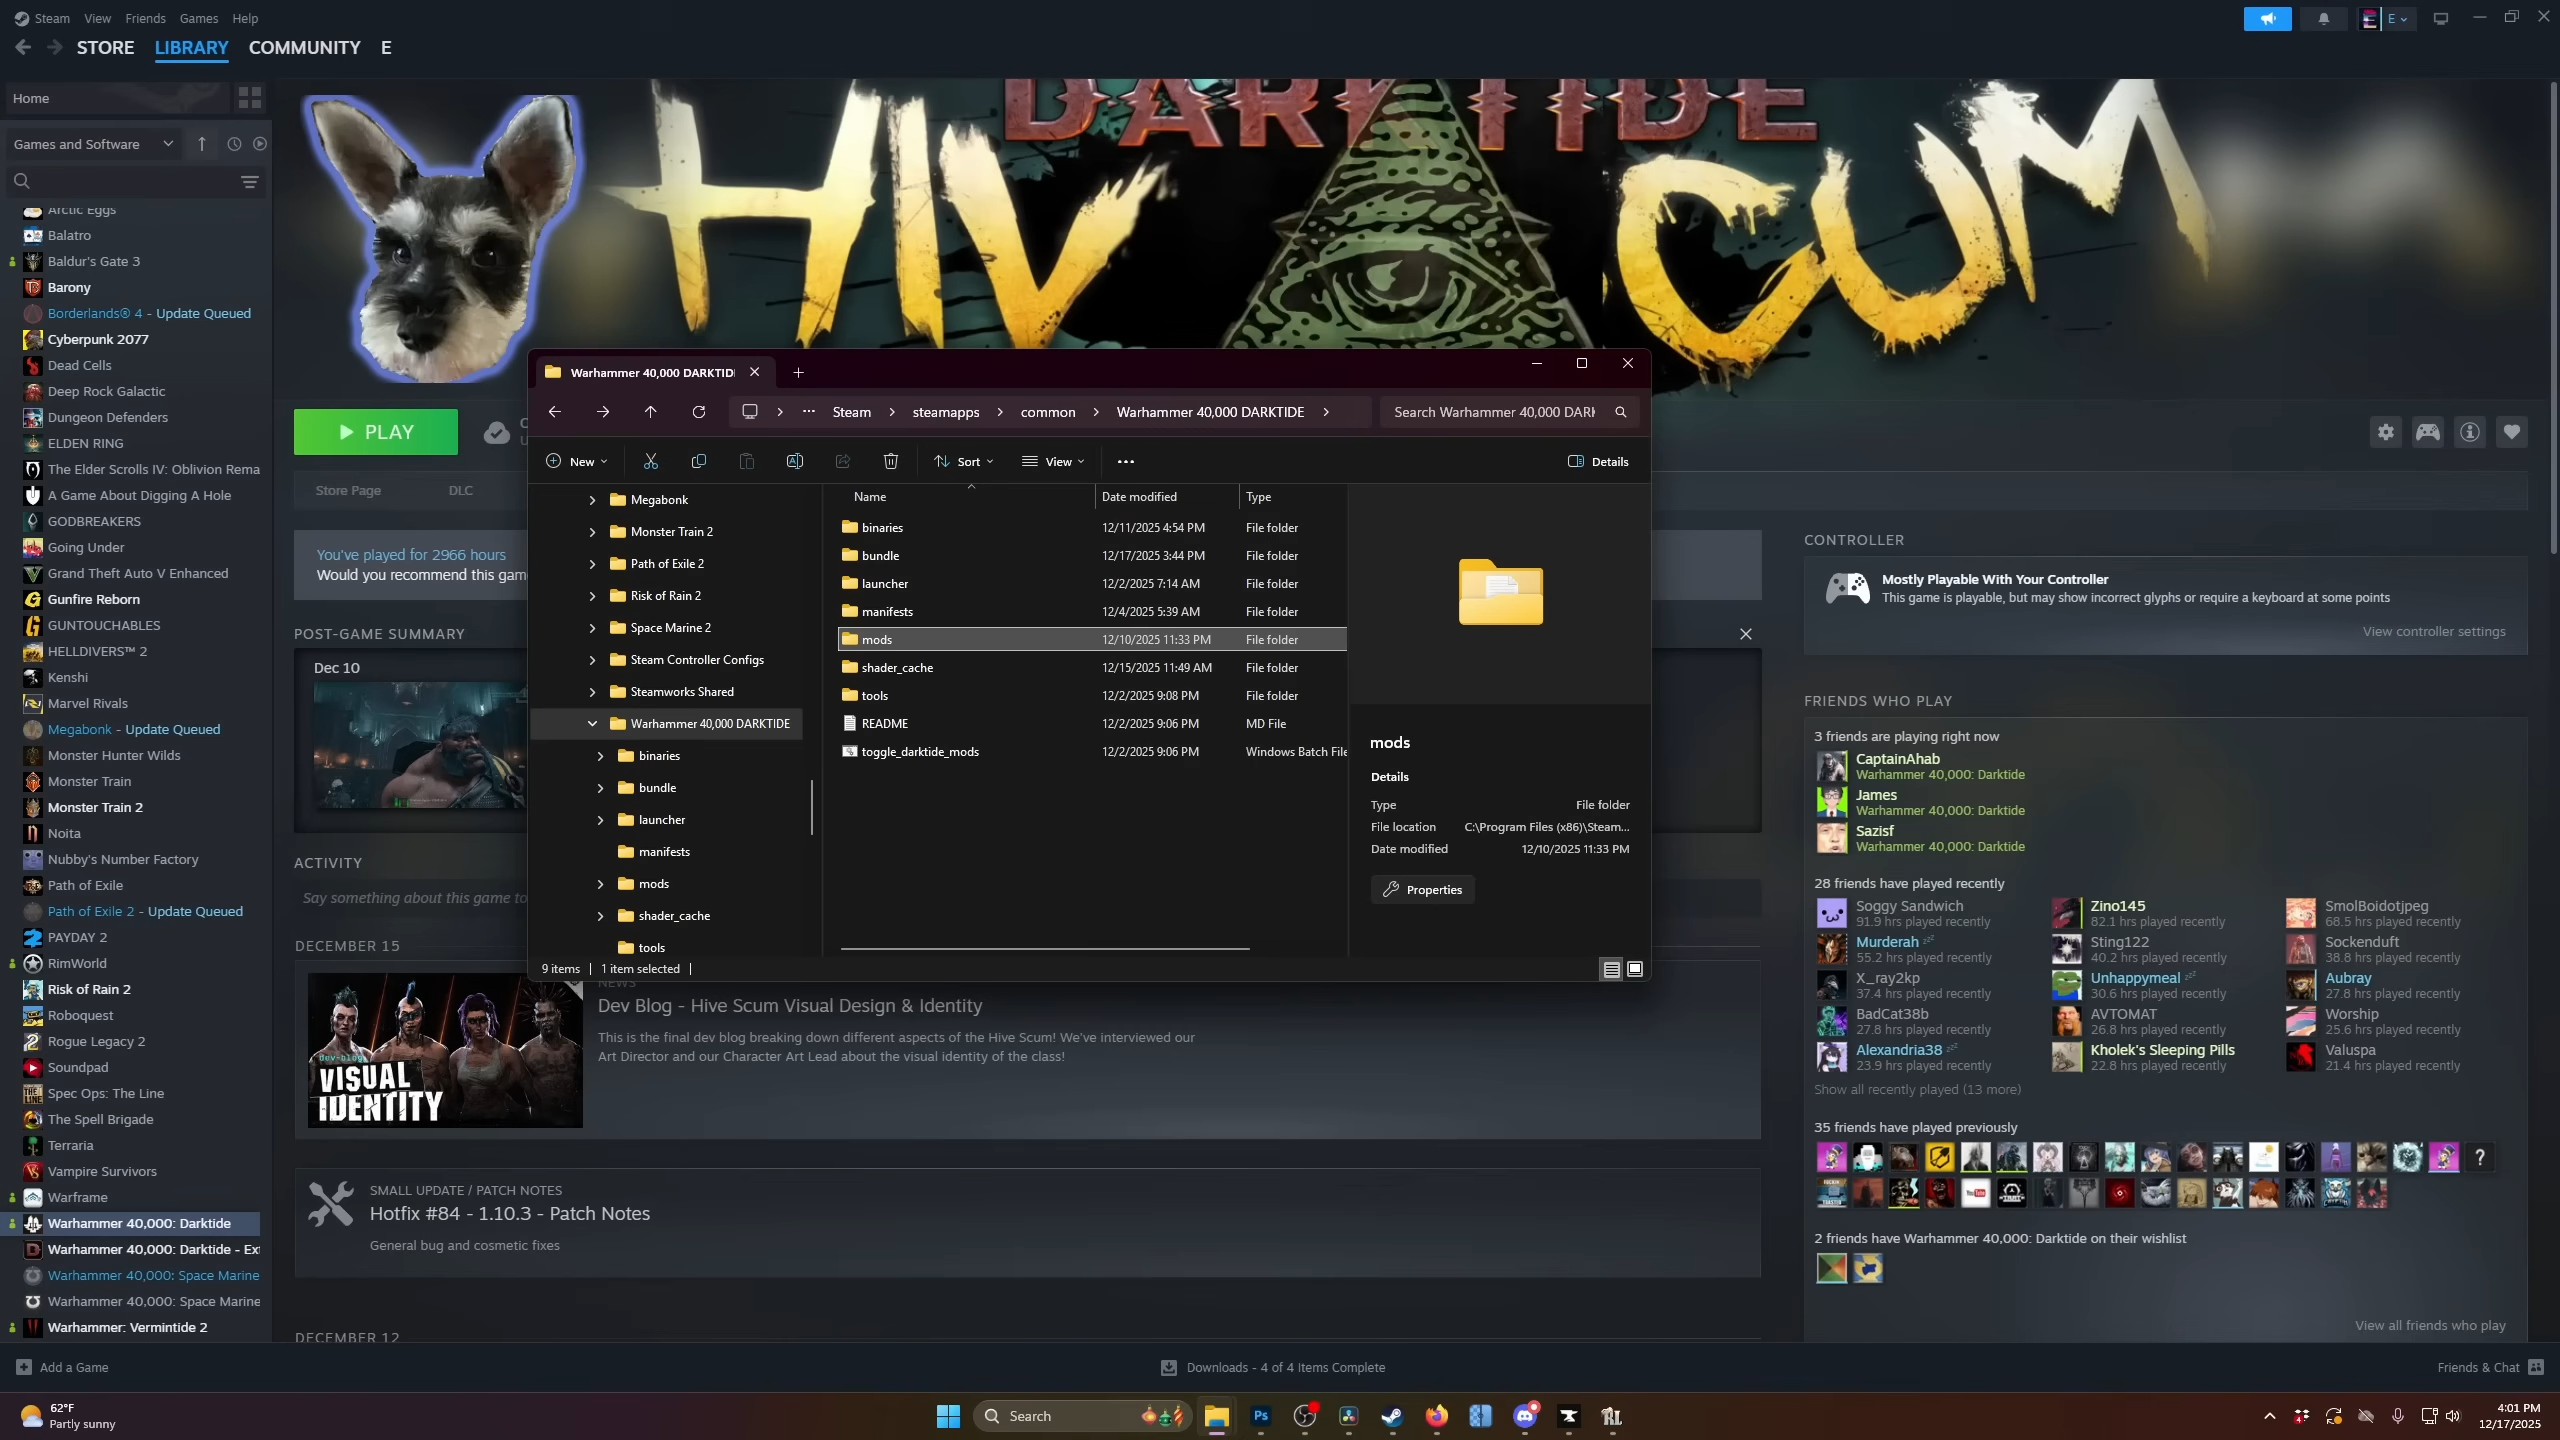 Steam View Friends Games Help
E
STORE LIBRARY COMMUNITY E
Home
Games and Software
Arctic Eggs
Balatro
Baldur's Gate 3
Barony
Borderlands® 4 - Update Queued
Cyberpunk 2077
Dead Cells
Deep Rock Galactic
Dungeon Defenders
ELDEN RING
The Elder Scrolls IV: Oblivion Rema
A Game About Digging A Hole
GODBREAKERS
Going Under
Grand Theft Auto V Enhanced
Gunfire Reborn
GUNTOUCHABLES
HELLDIVERS™ 2
Kenshi
Marvel Rivals
Megabonk - Update Queued
Monster Hunter Wilds
Monster Train
Monster Train 2
Noita
Nubby's Number Factory
Path of Exile
Path of Exile 2 - Update Queued
PAYDAY 2
RimWorld
Risk of Rain 2
Roboquest
Rogue Legacy 2
Soundpad
Spec Ops: The Line
The Spell Brigade
Terraria
Vampire Survivors
Warframe
Warhammer 40,000: Darktide
Warhammer 40,000: Darktide - Ex
Warhammer 40,000: Space Marine
Warhammer 40,000: Space Marine
Warhammer: Vermintide 2
Add a Game
DARKTIDE
HIV CUM
PLAY
Store Page DLC
You've played for 2966 hours
Would you recommend this gam
POST-GAME SUMMARY
Dec 10
ACTIVITY
Say something about this game to
DECEMBER 15
NEWS
Dev Blog - Hive Scum Visual Design & Identity
This is the final dev blog breaking down different aspects of the Hive Scum! We've interviewed our
Art Director and our Character Art Lead about the visual identity of the class!
dev-blog
VISUAL
IDENTITY
SMALL UPDATE / PATCH NOTES
Hotfix #84 - 1.10.3 - Patch Notes
General bug and cosmetic fixes
DECEMBER 12
Warhammer 40,000 DARKTID
Steam steamapps common Warhammer 40,000 DARKTIDE
Search Warhammer 40,000 DARK
New Sort View Details
Megabonk
Monster Train 2
Path of Exile 2
Risk of Rain 2
Space Marine 2
Steam Controller Configs
Steamworks Shared
Warhammer 40,000 DARKTIDE
binaries
bundle
launcher
manifests
mods
shader_cache
tools
Name Date modified Type
binaries 12/11/2025 4:54 PM File folder
bundle 12/17/2025 3:44 PM File folder
launcher 12/2/2025 7:14 AM File folder
manifests 12/4/2025 5:39 AM File folder
mods 12/10/2025 11:33 PM File folder
shader_cache 12/15/2025 11:49 AM File folder
tools 12/2/2025 9:08 PM File folder
README 12/2/2025 9:06 PM MD File
toggle_darktide_mods 12/2/2025 9:06 PM Windows Batch File
mods
Details
Type File folder
File location C:\Program Files (x86)\Steam...
Date modified 12/10/2025 11:33 PM
Properties
9 items 1 item selected
CONTROLLER
Mostly Playable With Your Controller
This game is playable, but may show incorrect glyphs or require a keyboard at some points
View controller settings
FRIENDS WHO PLAY
3 friends are playing right now
CaptainAhab
Warhammer 40,000: Darktide
James
Warhammer 40,000: Darktide
Sazisf
Warhammer 40,000: Darktide
28 friends have played recently
Soggy Sandwich Zino145 SmolBoidotjpeg
91.9 hrs played recently 82.1 hrs played recently 68.5 hrs played recently
Murderah Sting122 Sockenduft
55.2 hrs played recently 40.2 hrs played recently 38.8 hrs played recently
X_ray2kp Unhappymeal Aubray
37.4 hrs played recently 30.6 hrs played recently 27.8 hrs played recently
BadCat38b AVTOMAT Worship
27.8 hrs played recently 26.8 hrs played recently 25.6 hrs played recently
Alexandria38 Kholek's Sleeping Pills Valuspa
23.9 hrs played recently 22.8 hrs played recently 21.4 hrs played recently
Show all recently played (13 more)
35 friends have played previously
?
2 friends have Warhammer 40,000: Darktide on their wishlist
View all friends who play
Downloads - 4 of 4 Items Complete
Friends & Chat
62°F
Partly sunny
Search
Ps
4:01 PM
12/17/2025